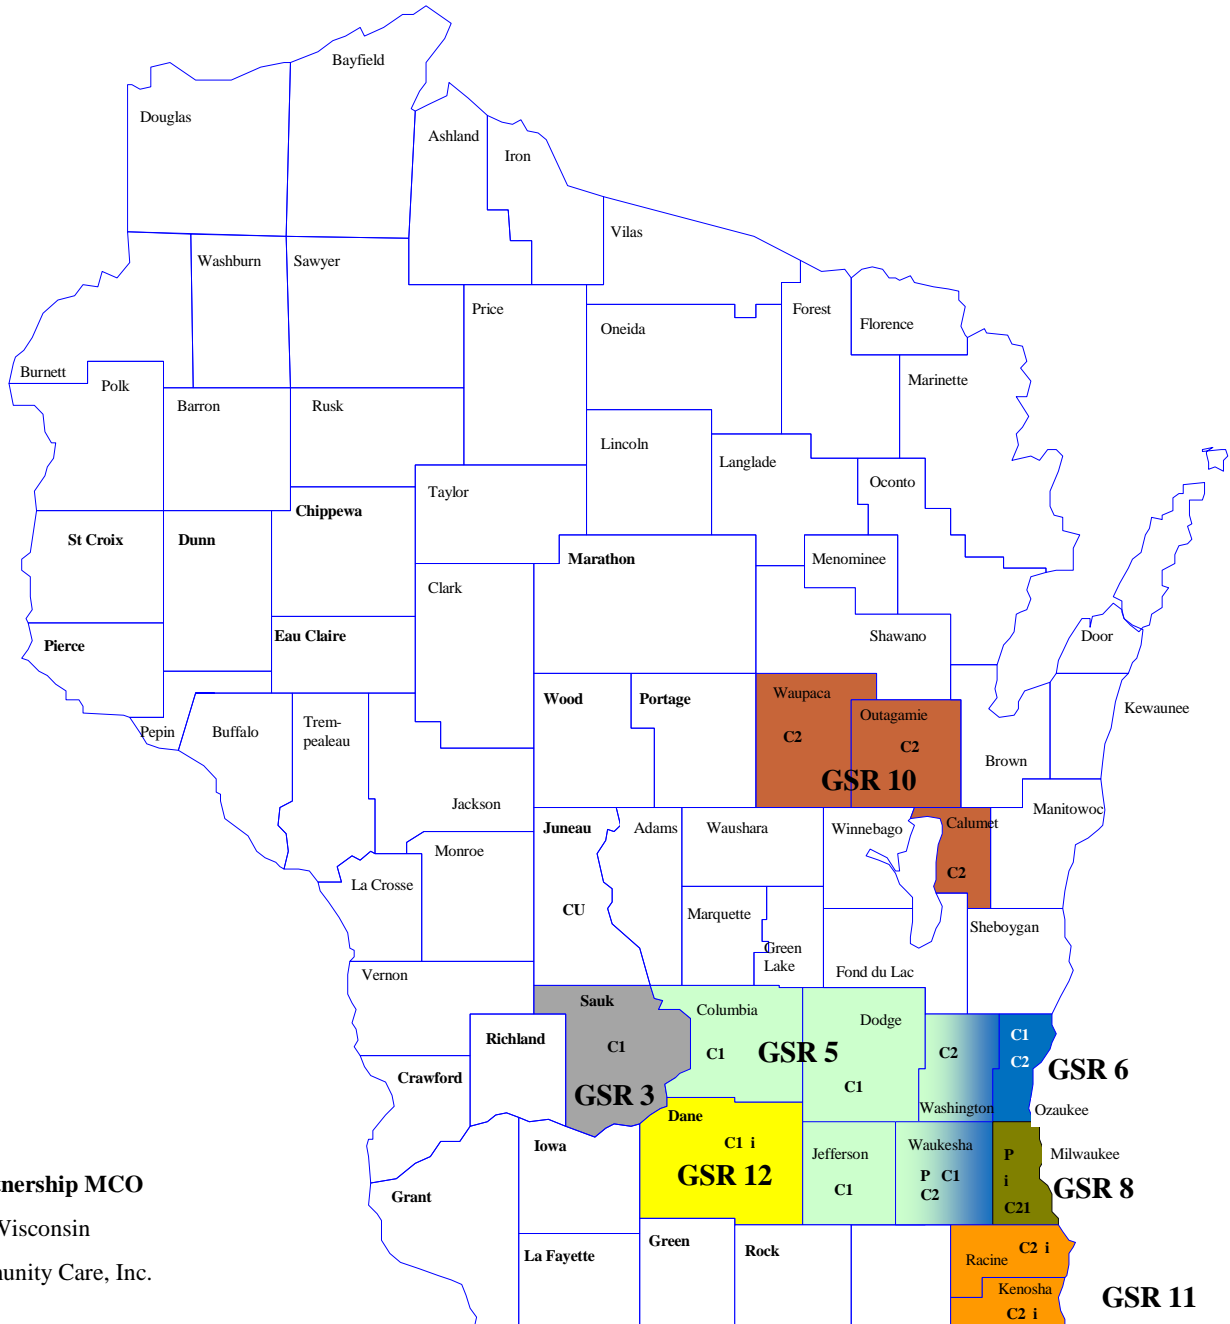 Bayfield
Douglas
Ashland
Iron
Vilas
Washburn
Sawyer
Price
Oneida
Forest
Florence
Burnett
Polk
Marinette
Barron
Rusk
Lincoln
Langlade
Oconto
Taylor
Chippewa
St Croix
Dunn
Marathon
Menominee
Clark
Eau Claire
Pierce
Shawano
Door
Wood
Portage
Waupaca
C2
Outagamie
C2
GSR 10
Kewaunee
Pepin
Buffalo
Trem-
pealeau
Brown
Jackson
Manitowoc
Juneau
Adams
Waushara
Winnebago
Calumet
Monroe
C2
La Crosse
CU
Marquette
Green
Lake
Sheboygan
Vernon
Fond du Lac
Sauk
C1
GSR 3
Columbia
C1
GSR 5
Dodge
C1
C2
Washington
C1
C2
GSR 6
Ozaukee
Richland
Crawford
Dane
C1 i
GSR 12
Iowa
Jefferson
C1
Waukesha
P C1
C2
P
i
C21
Milwaukee
GSR 8
Grant
tnership MCO
Visconsin
nunity Care, Inc.
La Fayette
Green
Rock
Racine
C2 i
Kenosha
C2 i
GSR 11